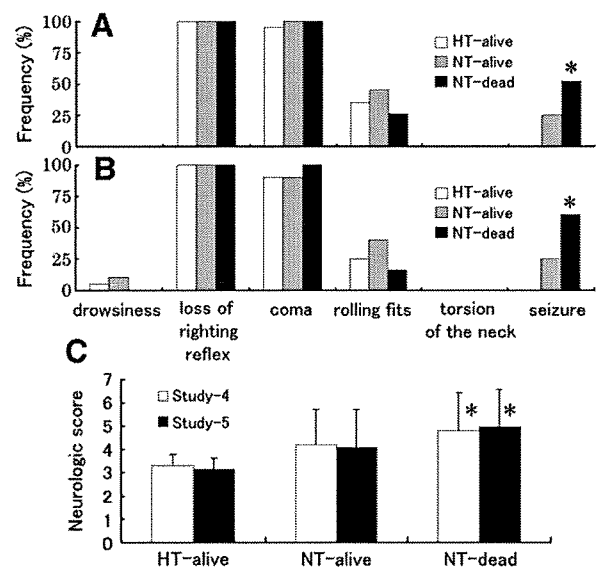 A
Frequency (%)
100
75
50
25
0
HT-alive
NT-alive
NT-dead
*
B
Frequency (%)
100
75
50
25
0
HT-alive
NT-alive
NT-dead
*
drowsiness
loss of righting reflex
coma
rolling fits
torsion of the neck
seizure
C
Neurologic score
7
6
5
4
3
2
1
0
Study-4
Study-5
* *
HT-alive NT-alive NT-dead